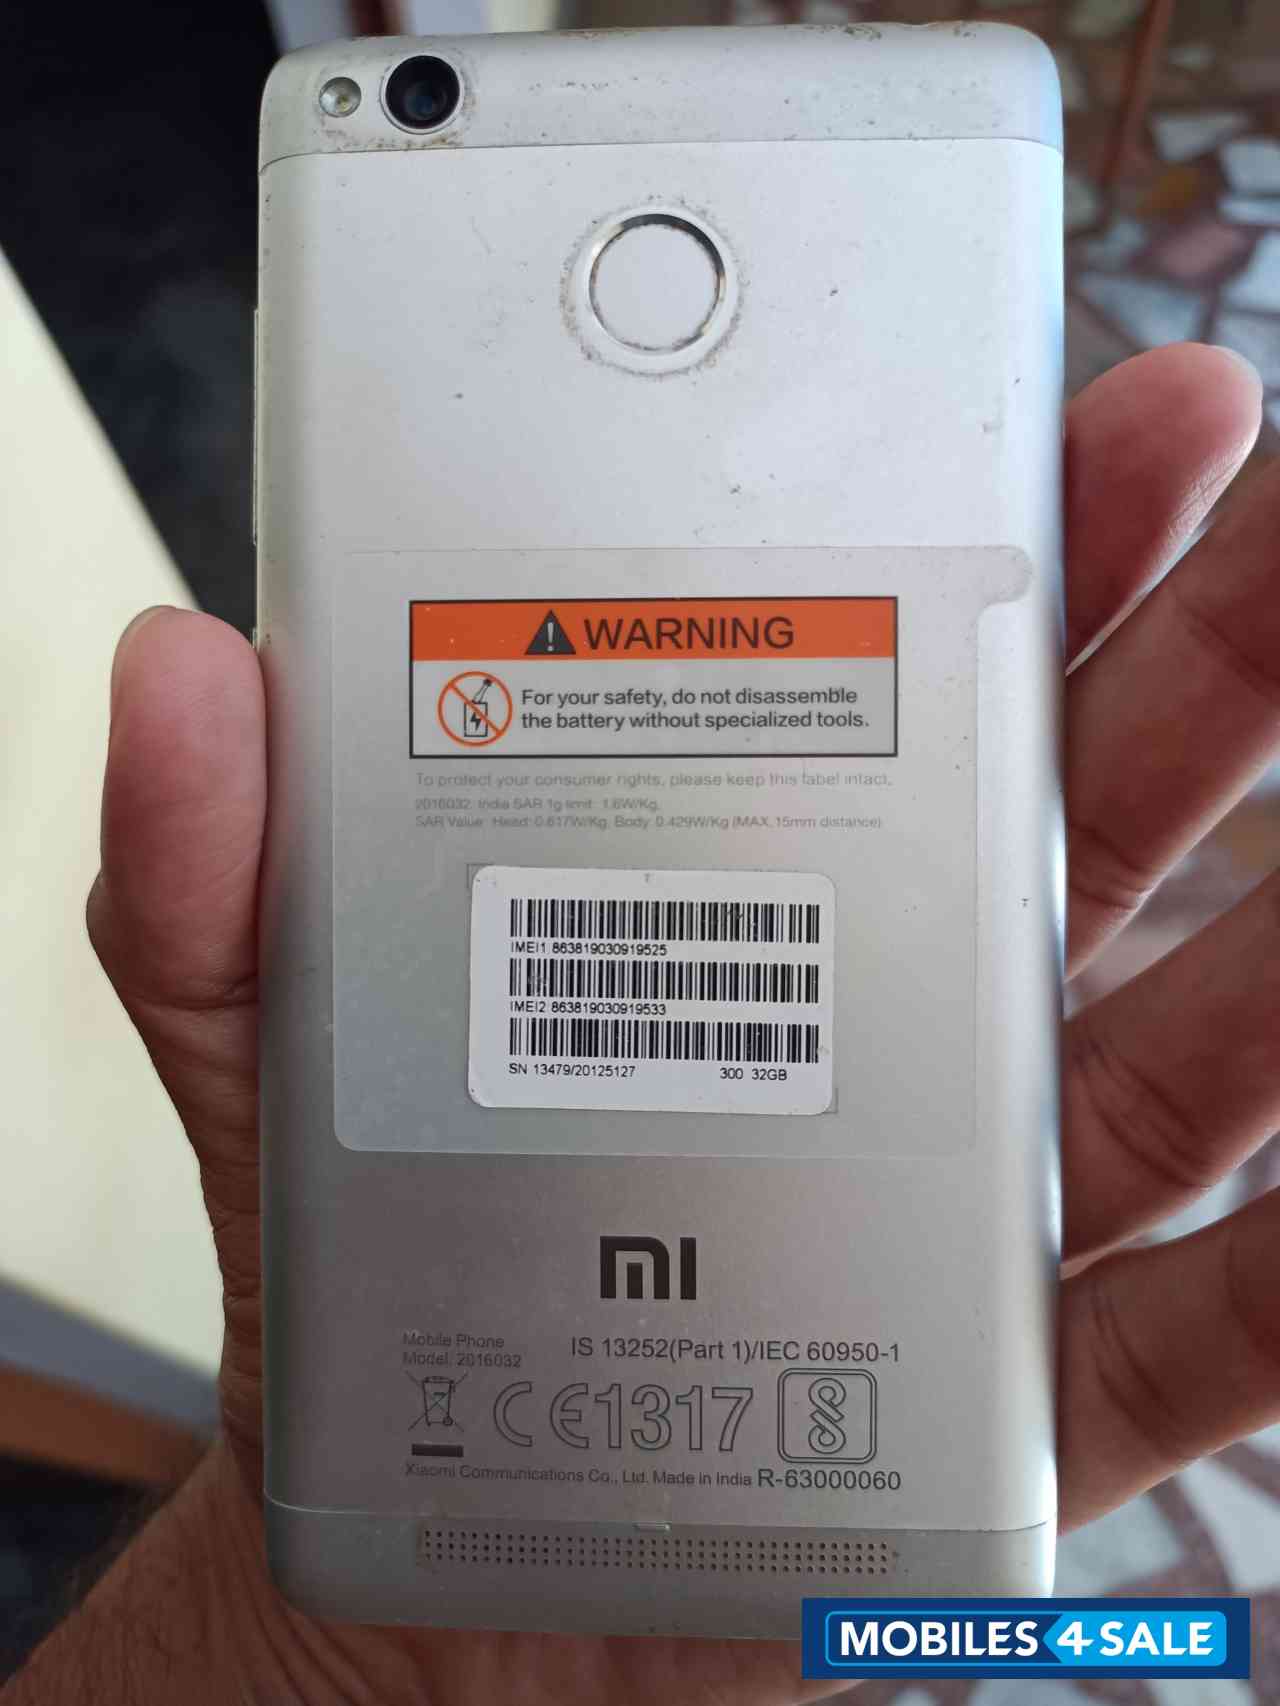 WARNING
For your safety, do not disassemble
the battery without specialized tools.
To protect your consumer rights, please keep this label intact.
2016032: India SAR 1g limit: 1.6W/Kg,
SAR Value: Head: 0.617W/Kg, Body: 0.429W/Kg (MAX, 15mm distance)
IMEI1 863819030919525
IMEI2 863819030919533
SN 13479/20125127 300 32GB
MI
Mobile Phone
Model: 2016032
IS 13252(Part 1)/IEC 60950-1
CE1317
Xiaomi Communications Co., Ltd. Made in India R-63000060
MOBILES4SALE